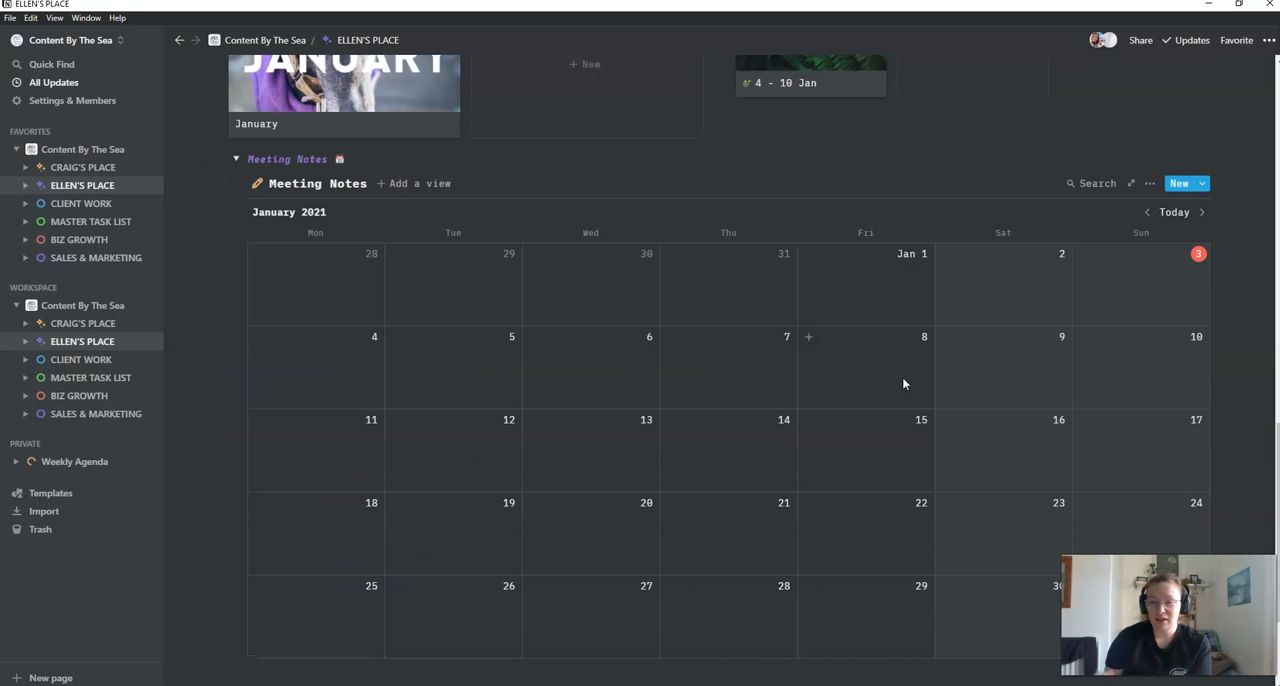 ELLEN'S PLACE
File Edit View Window Help
Content By The Sea
Content By The Sea / ELLEN'S PLACE
Share Updates Favorite
Quick Find
All Updates
Settings & Members
FAVORITES
Content By The Sea
CRAIG'S PLACE
ELLEN'S PLACE
CLIENT WORK
MASTER TASK LIST
BIZ GROWTH
SALES & MARKETING
WORKSPACE
Content By The Sea
CRAIG'S PLACE
ELLEN'S PLACE
CLIENT WORK
MASTER TASK LIST
BIZ GROWTH
SALES & MARKETING
PRIVATE
Weekly Agenda
Templates
Import
Trash
+ New page
JANUARY
January
+ New
4 - 10 Jan
Meeting Notes
Meeting Notes + Add a view
Search New
January 2021
Today
Mon Tue Wed Thu Fri Sat Sun
28 29 30 31 Jan 1 2 3
4 5 6 7 8 9 10
11 12 13 14 15 16 17
18 19 20 21 22 23 24
25 26 27 28 29